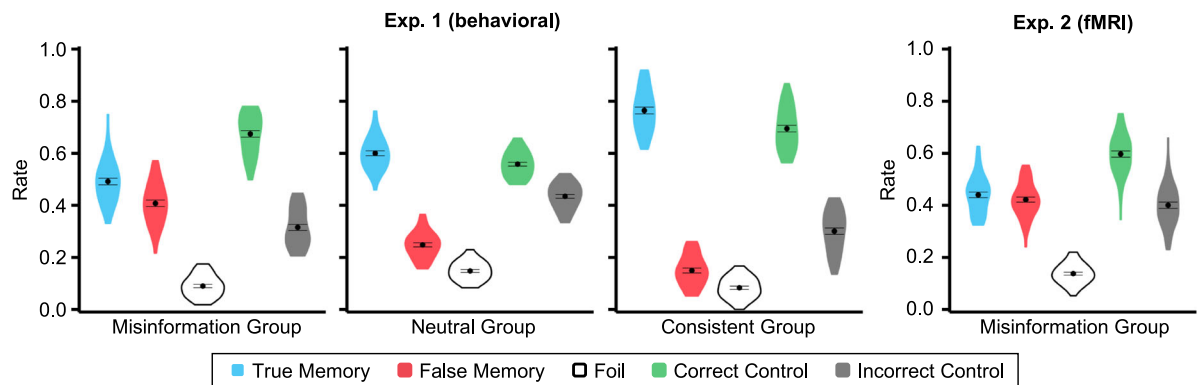 Exp. 1 (behavioral)
Exp. 2 (fMRI)
1.0
0.8
0.6
0.4
0.2
0.0
Rate
Misinformation Group
Neutral Group
Consistent Group
1.0
0.8
0.6
0.4
0.2
0.0
Rate
Misinformation Group
True Memory False Memory Foil Correct Control Incorrect Control